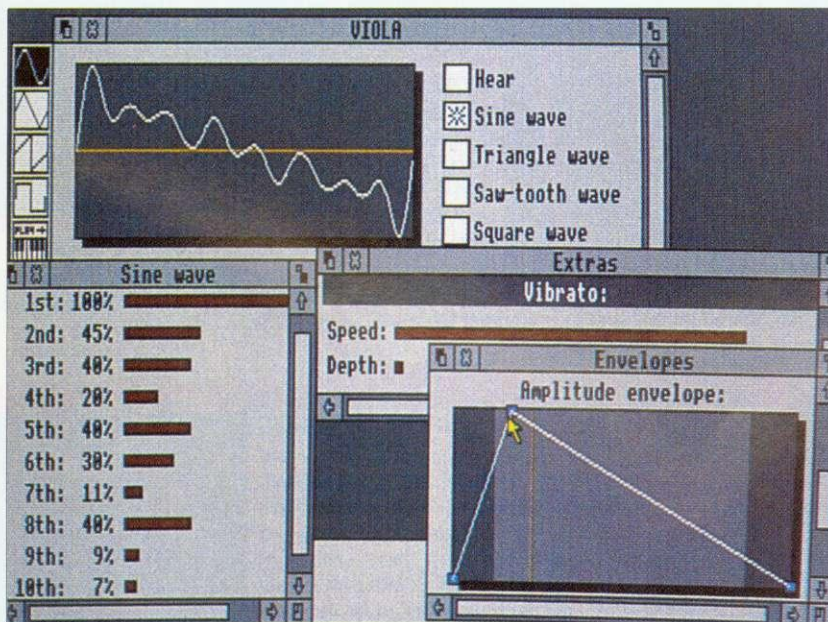 VIOLA
Hear
Sine wave
Triangle wave
Saw-tooth wave
Square wave
PLAY
Sine wave
1st: 100%
2nd: 45%
3rd: 40%
4th: 20%
5th: 40%
6th: 30%
7th: 11%
8th: 40%
9th: 9%
10th: 7%
Extras
Vibrato:
Speed:
Depth:
Envelopes
Amplitude envelope: